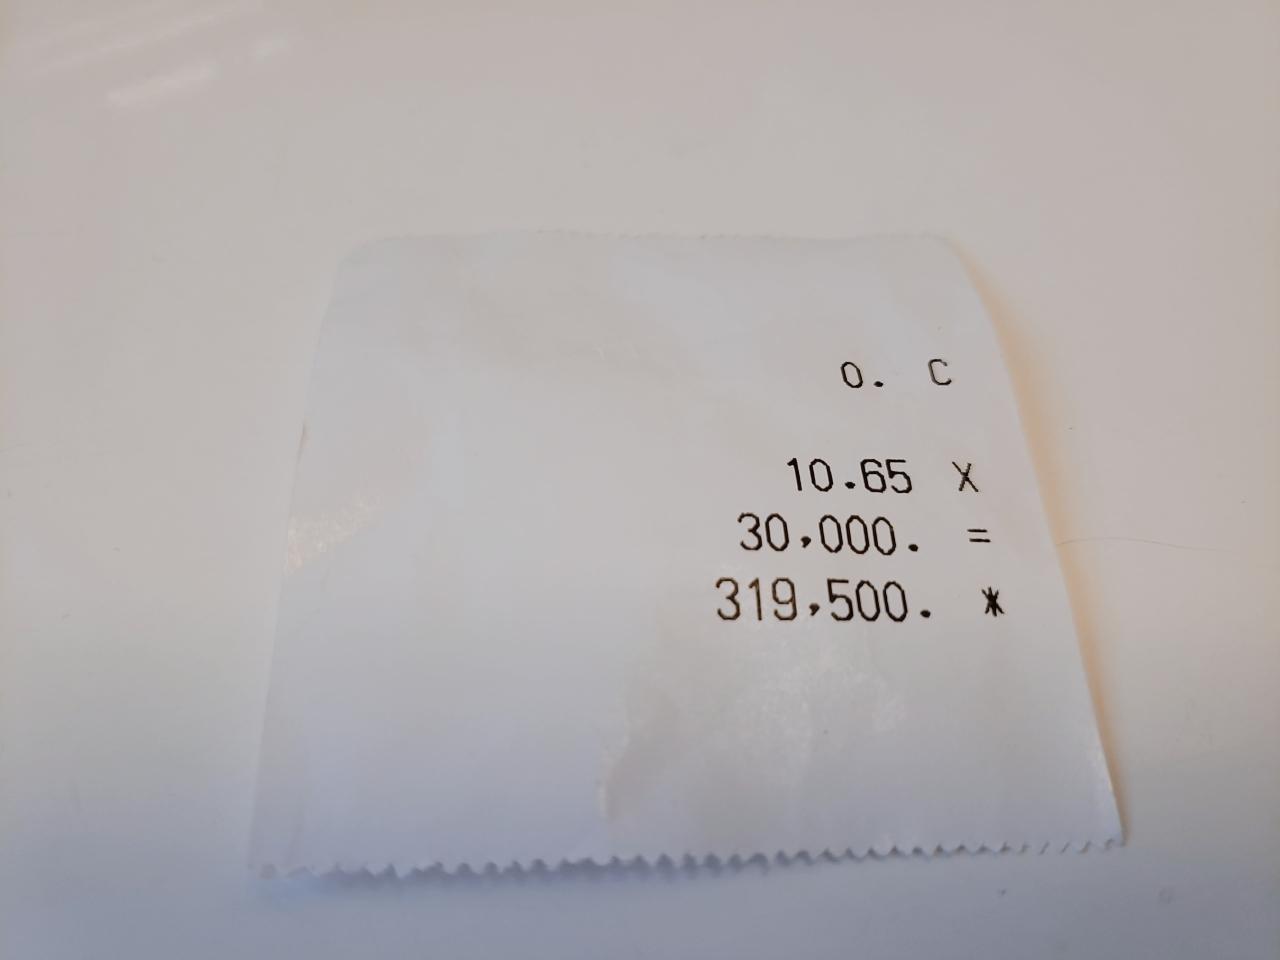 0. C
10.65 X
30,000. =
319,500. *